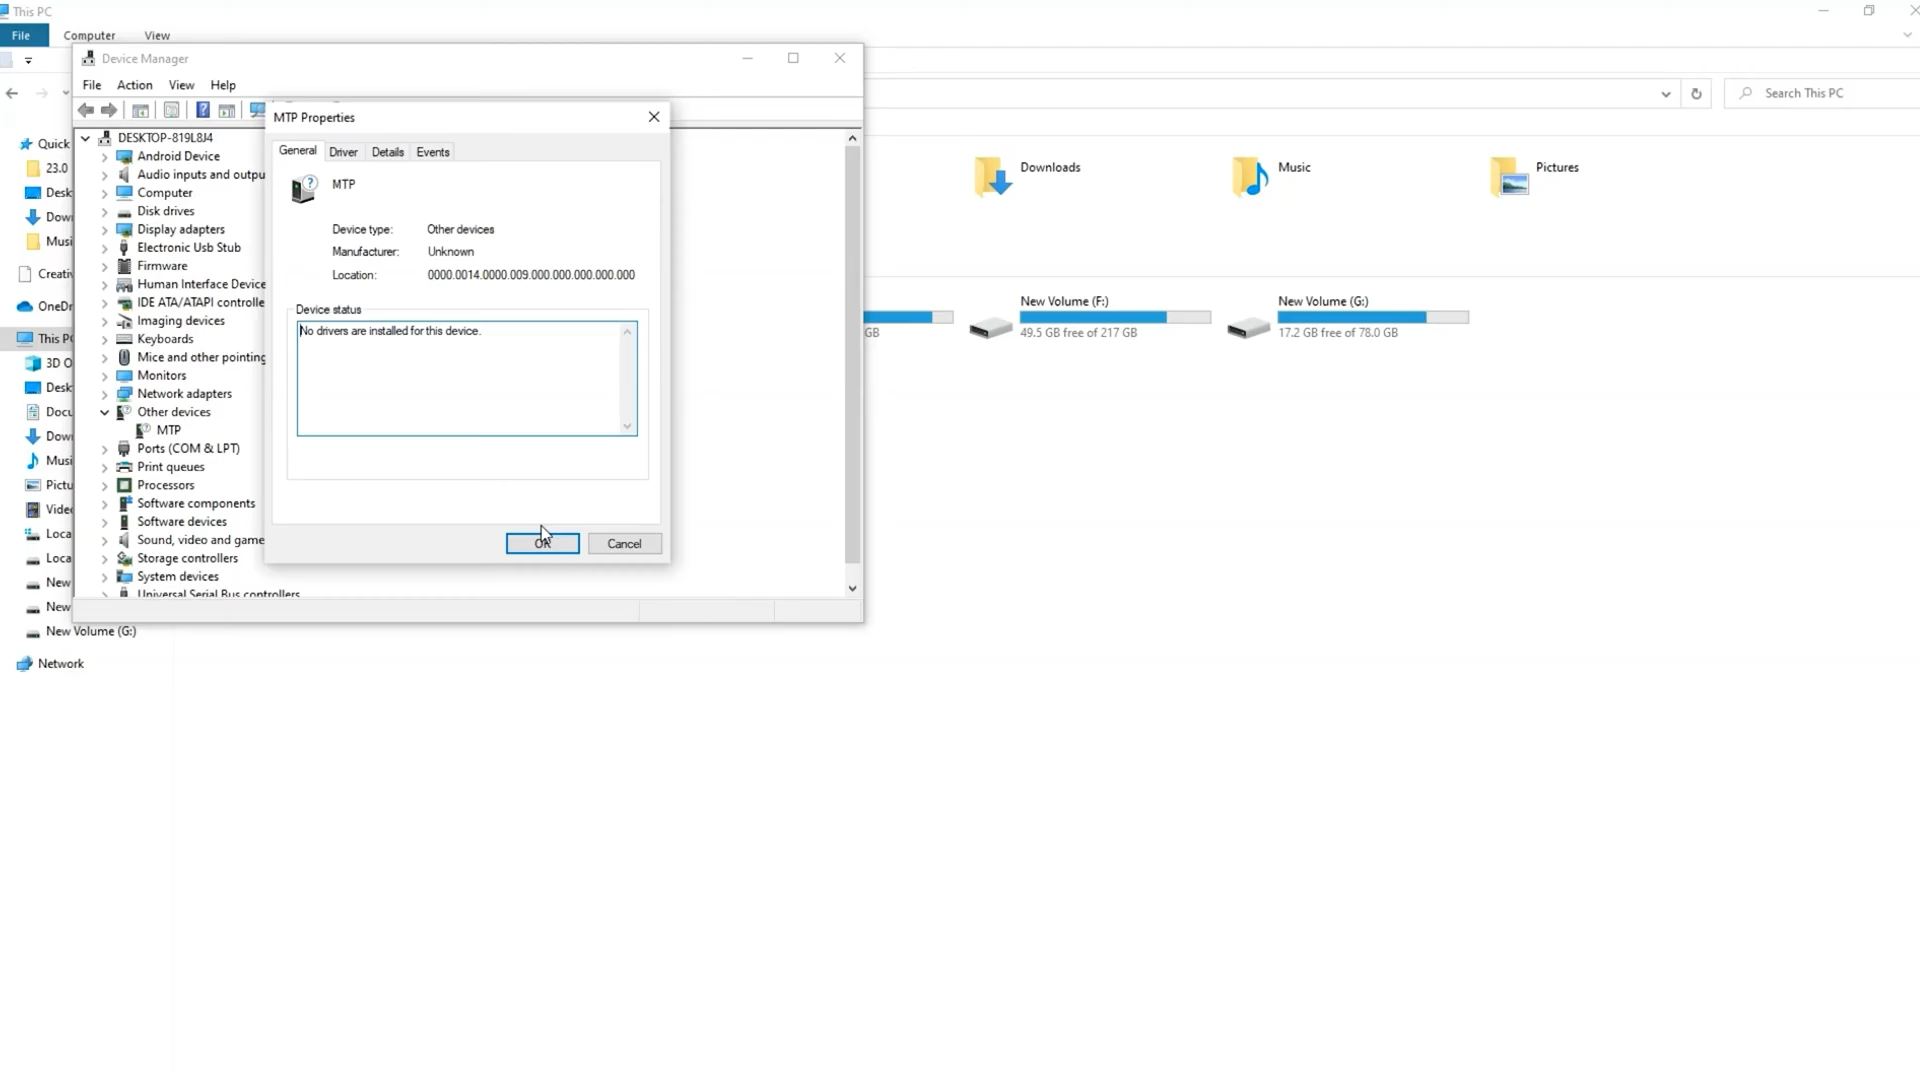 This PC
File
Computer
View
Device Manager
File
Action
View
Help
Search This PC
MTP Properties
General
Driver
Details
Events
MTP
Device type: Other devices
Manufacturer: Unknown
Location: 0000.0014.0000.009.000.000.000.000.000
Device status
No drivers are installed for this device.
OK
Cancel
DESKTOP-819L8J4
Android Device
Audio inputs and outpu
Computer
Disk drives
Display adapters
Electronic Usb Stub
Firmware
Human Interface Device
IDE ATA/ATAPI controlle
Imaging devices
Keyboards
Mice and other pointing
Monitors
Network adapters
Other devices
MTP
Ports (COM & LPT)
Print queues
Processors
Software components
Software devices
Sound, video and game
Storage controllers
System devices
Universal Serial Bus controllers
Quick
23.0
Desk
Dow
Musi
Creativ
OneDr
This PC
3D O
Desk
Docu
Dow
Musi
Pictu
Video
Loca
Loca
New
New
New Volume (G:)
Network
Downloads
Music
Pictures
GB
New Volume (F:)
49.5 GB free of 217 GB
New Volume (G:)
17.2 GB free of 78.0 GB